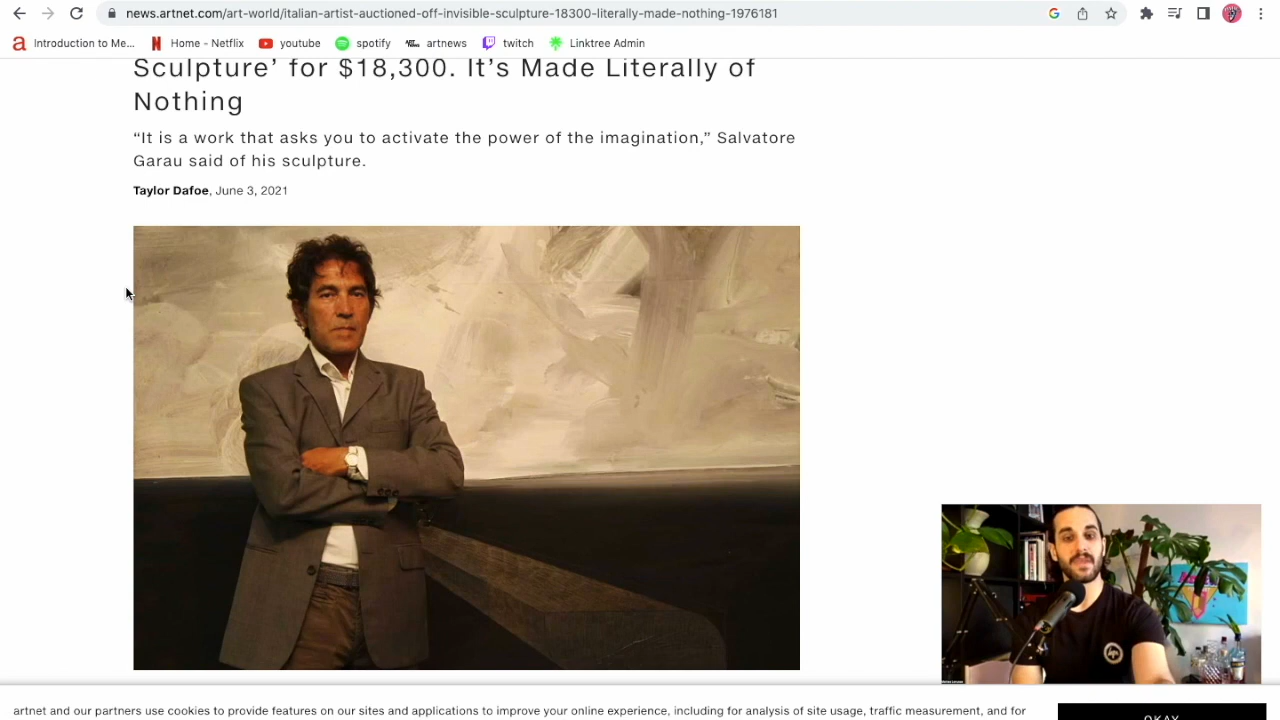 news.artnet.com/art-world/italian-artist-auctioned-off-invisible-sculpture-18300-literally-made-nothing-1976181
Introduction to Me... Home - Netflix youtube spotify artnews twitch Linktree Admin
Sculpture’ for $18,300. It’s Made Literally of
Nothing
“It is a work that asks you to activate the power of the imagination,” Salvatore
Garau said of his sculpture.
Taylor Dafoe, June 3, 2021
artnet and our partners use cookies to provide features on our sites and applications to improve your online experience, including for analysis of site usage, traffic measurement, and for
OKAY